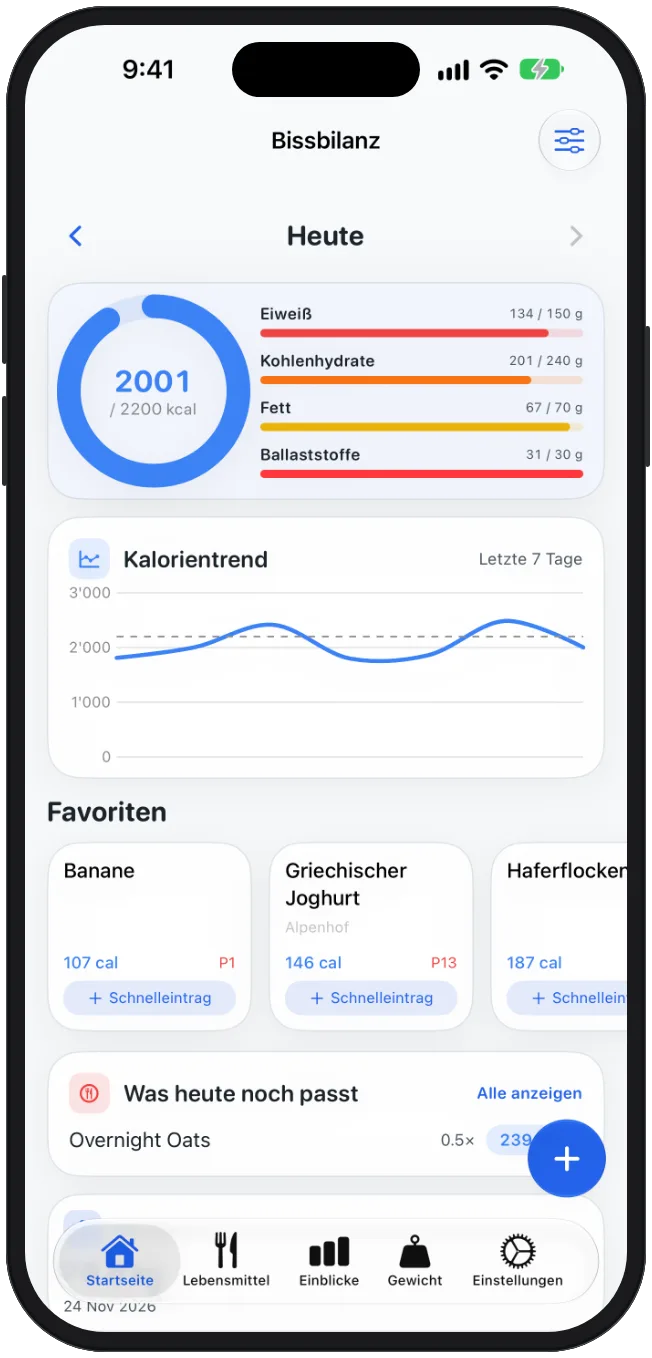 9:41
Bissbilanz
Heute
2001
/ 2200 kcal
Eiweiß 134 / 150 g
Kohlenhydrate 201 / 240 g
Fett 67 / 70 g
Ballaststoffe 31 / 30 g
Kalorientrend Letzte 7 Tage
3'000
2'000
1'000
0
Favoriten
Banane
107 cal P1
+ Schnelleintrag
Griechischer
Joghurt
Alpenhof
146 cal P13
+ Schnelleintrag
Haferflocken
187 cal
+ Schnellein
Was heute noch passt Alle anzeigen
Overnight Oats 0.5× 239
+
Startseite Lebensmittel Einblicke Gewicht Einstellungen
24 Nov 2026